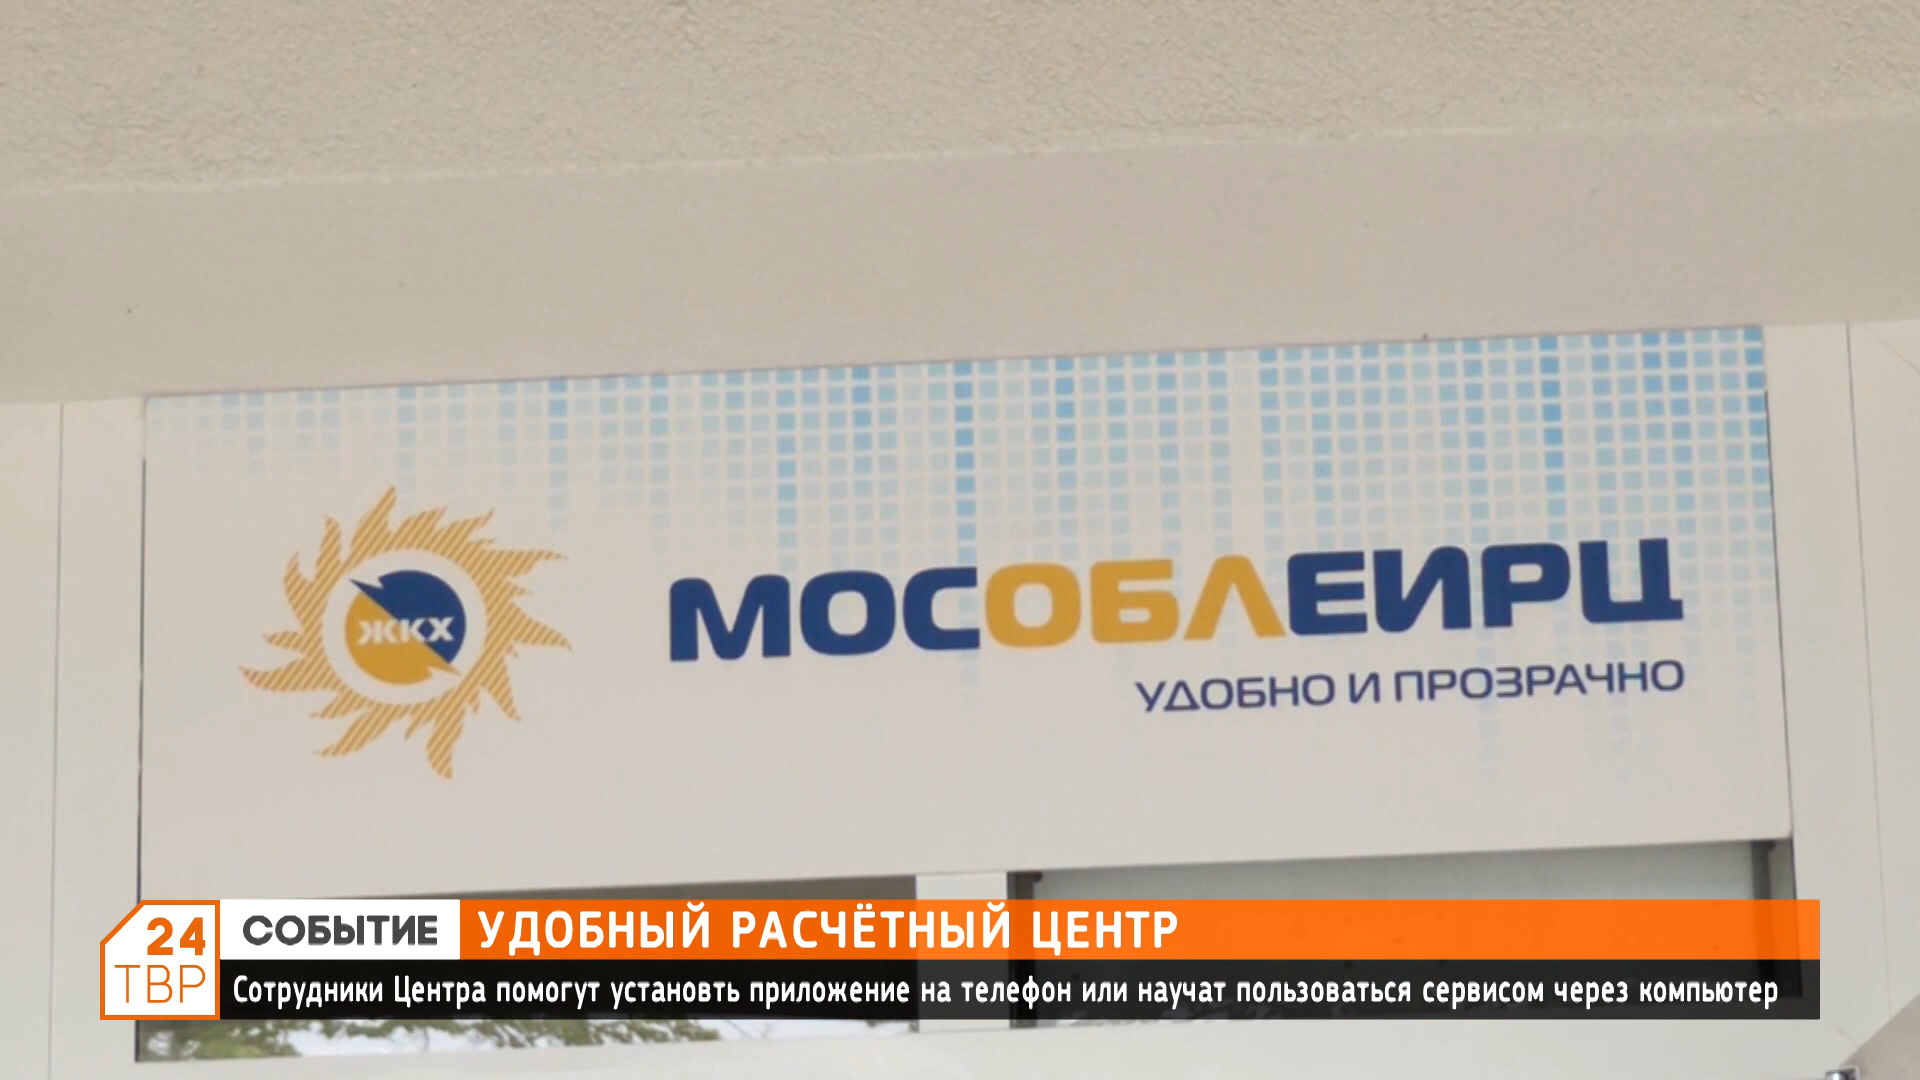 ЖКХ
МОСОБЛЕИРЦ
УДОБНО И ПРОЗРАЧНО
24
ТВР
СОБЫТИЕ
УДОБНЫЙ РАСЧЁТНЫЙ ЦЕНТР
Сотрудники Центра помогут установть приложение на телефон или научат пользоваться сервисом через компьютер